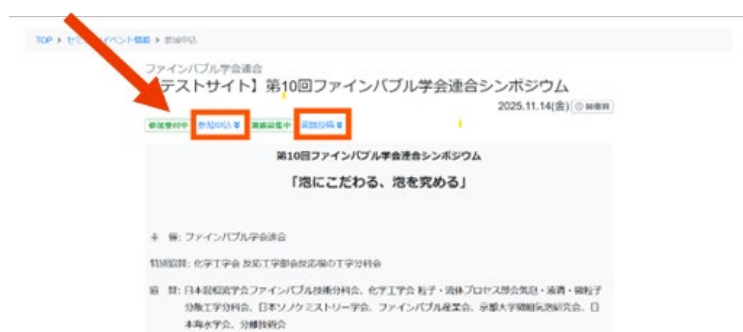 TOP > セミナー・イベント情報 > 参加申込
ファインバブル学会連合
【テストサイト】第10回ファインバブル学会連合シンポジウム
2025.11.14(金)
参加受付中 参加申込 演題募集中 演題投稿
第10回ファインバブル学会連合シンポジウム
「泡にこだわる、泡を究める」
主 催: ファインバブル学会連合
特別協賛: 化学工学会 反応工学部会反応場の工学分科会
協 賛: 日本混相流学会ファインバブル技術分科会、化学工学会 粒子・流体プロセス部会気泡・液滴・微粒子
分散工学分科会、日本ソノケミストリー学会、ファインバブル産業会、京都大学微細気泡研究会、日
本海水学会、分離技術会